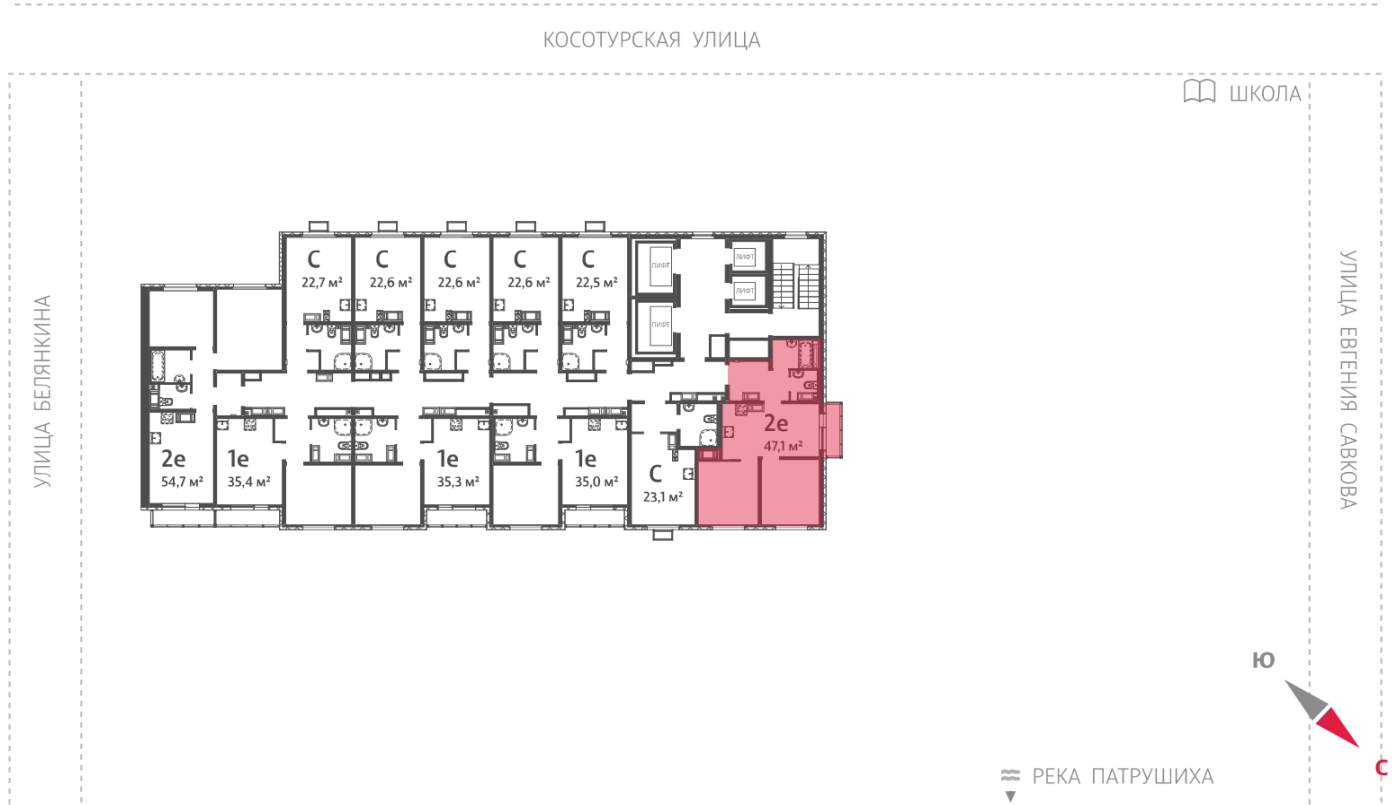 КОСОТУРСКАЯ УЛИЦА
ШКОЛА
УЛИЦА БЕЛЯНКИНА
УЛИЦА ЕВГЕНИЯ САВКОВА
С
22,7 м²
С
22,6 м²
С
22,6 м²
С
22,6 м²
С
22,5 м²
ЛИФТ
ЛИФТ
ЛИФТ
ЛИФТ
2е
54,7 м²
1е
35,4 м²
1е
35,3 м²
1е
35,0 м²
С
23,1 м²
2е
47,1 м²
Ю
С
РЕКА ПАТРУШИХА